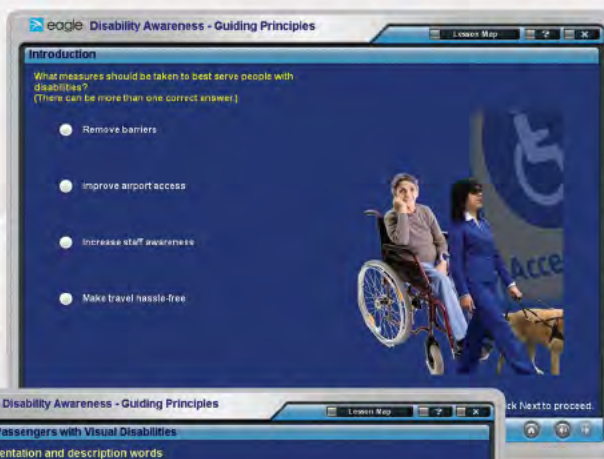 eagle Disability Awareness - Guiding Principles
Lesson Map ? X
Introduction
What measures should be taken to best serve people with
disabilities?
(There can be more than one correct answer.)
Remove barriers
Improve airport access
Increase staff awareness
Make travel hassle-free
Acce
ck Next to proceed.
Disability Awareness - Guiding Principles
Lesson Map ? X
assengers with Visual Disabilities
entation and description words